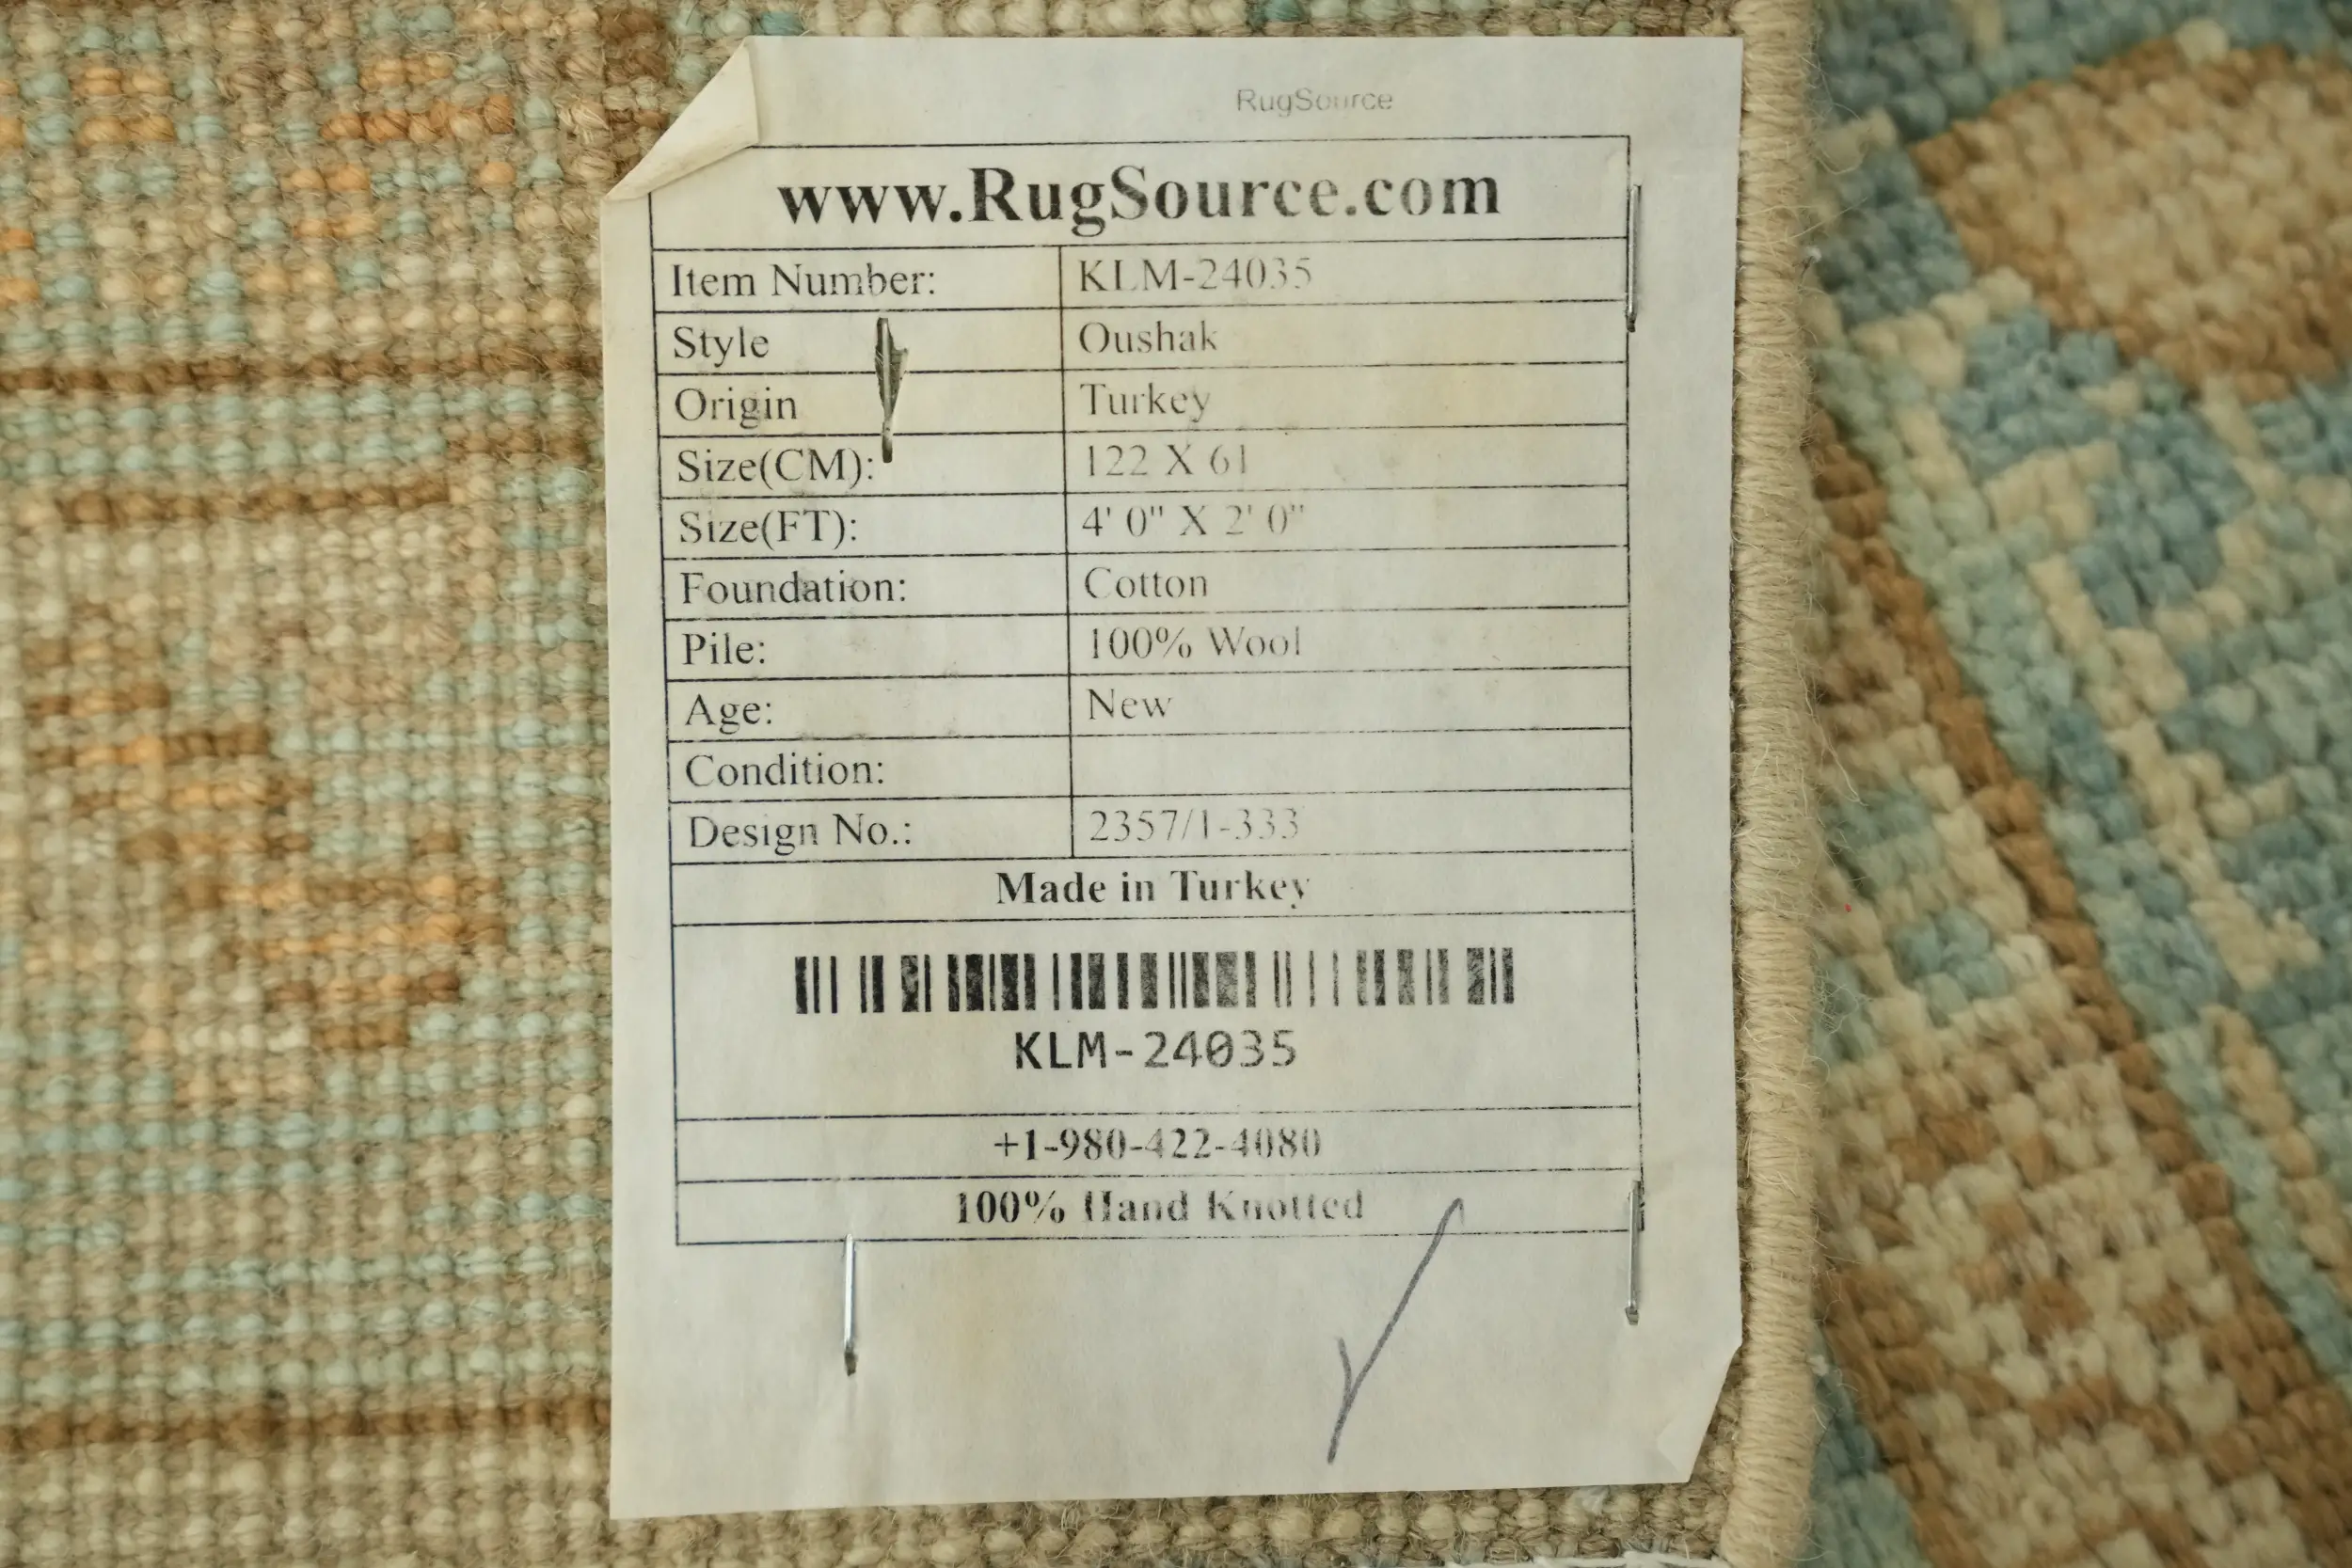 RugSource
www.RugSource.com
Item Number: KLM-24035
Style Oushak
Origin Turkey
Size(CM): 122 X 61
Size(FT): 4' 0" X 2' 0"
Foundation: Cotton
Pile: 100% Wool
Age: New
Condition:
Design No.: 2357/1-333
Made in Turkey
KLM-24035
+1-980-422-4080
100% Hand Knotted